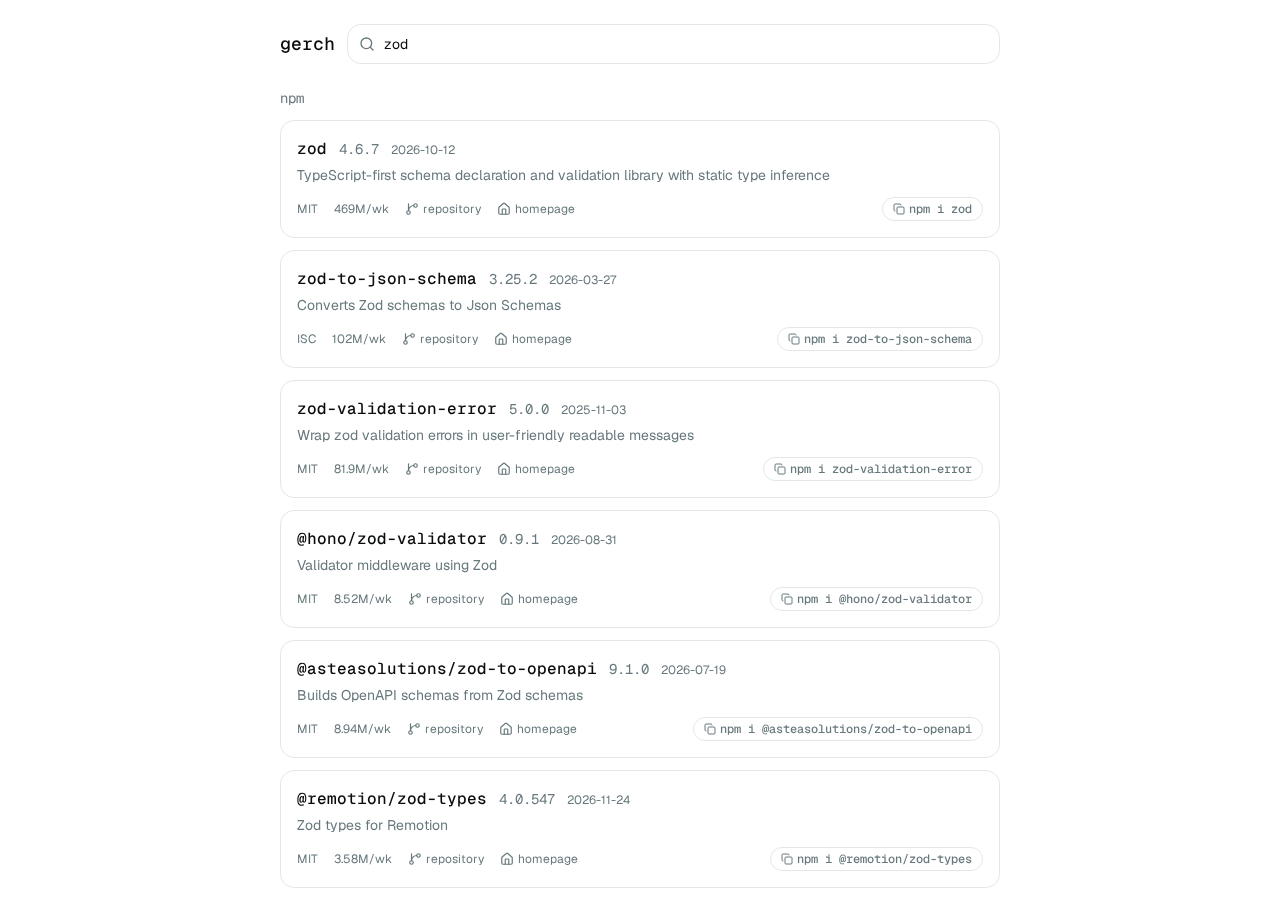 gerch
zod
npm
zod 4.6.7 2026-10-12
TypeScript-first schema declaration and validation library with static type inference
MIT 469M/wk repository homepage npm i zod
zod-to-json-schema 3.25.2 2026-03-27
Converts Zod schemas to Json Schemas
ISC 102M/wk repository homepage npm i zod-to-json-schema
zod-validation-error 5.0.0 2025-11-03
Wrap zod validation errors in user-friendly readable messages
MIT 81.9M/wk repository homepage npm i zod-validation-error
@hono/zod-validator 0.9.1 2026-08-31
Validator middleware using Zod
MIT 8.52M/wk repository homepage npm i @hono/zod-validator
@asteasolutions/zod-to-openapi 9.1.0 2026-07-19
Builds OpenAPI schemas from Zod schemas
MIT 8.94M/wk repository homepage npm i @asteasolutions/zod-to-openapi
@remotion/zod-types 4.0.547 2026-11-24
Zod types for Remotion
MIT 3.58M/wk repository homepage npm i @remotion/zod-types